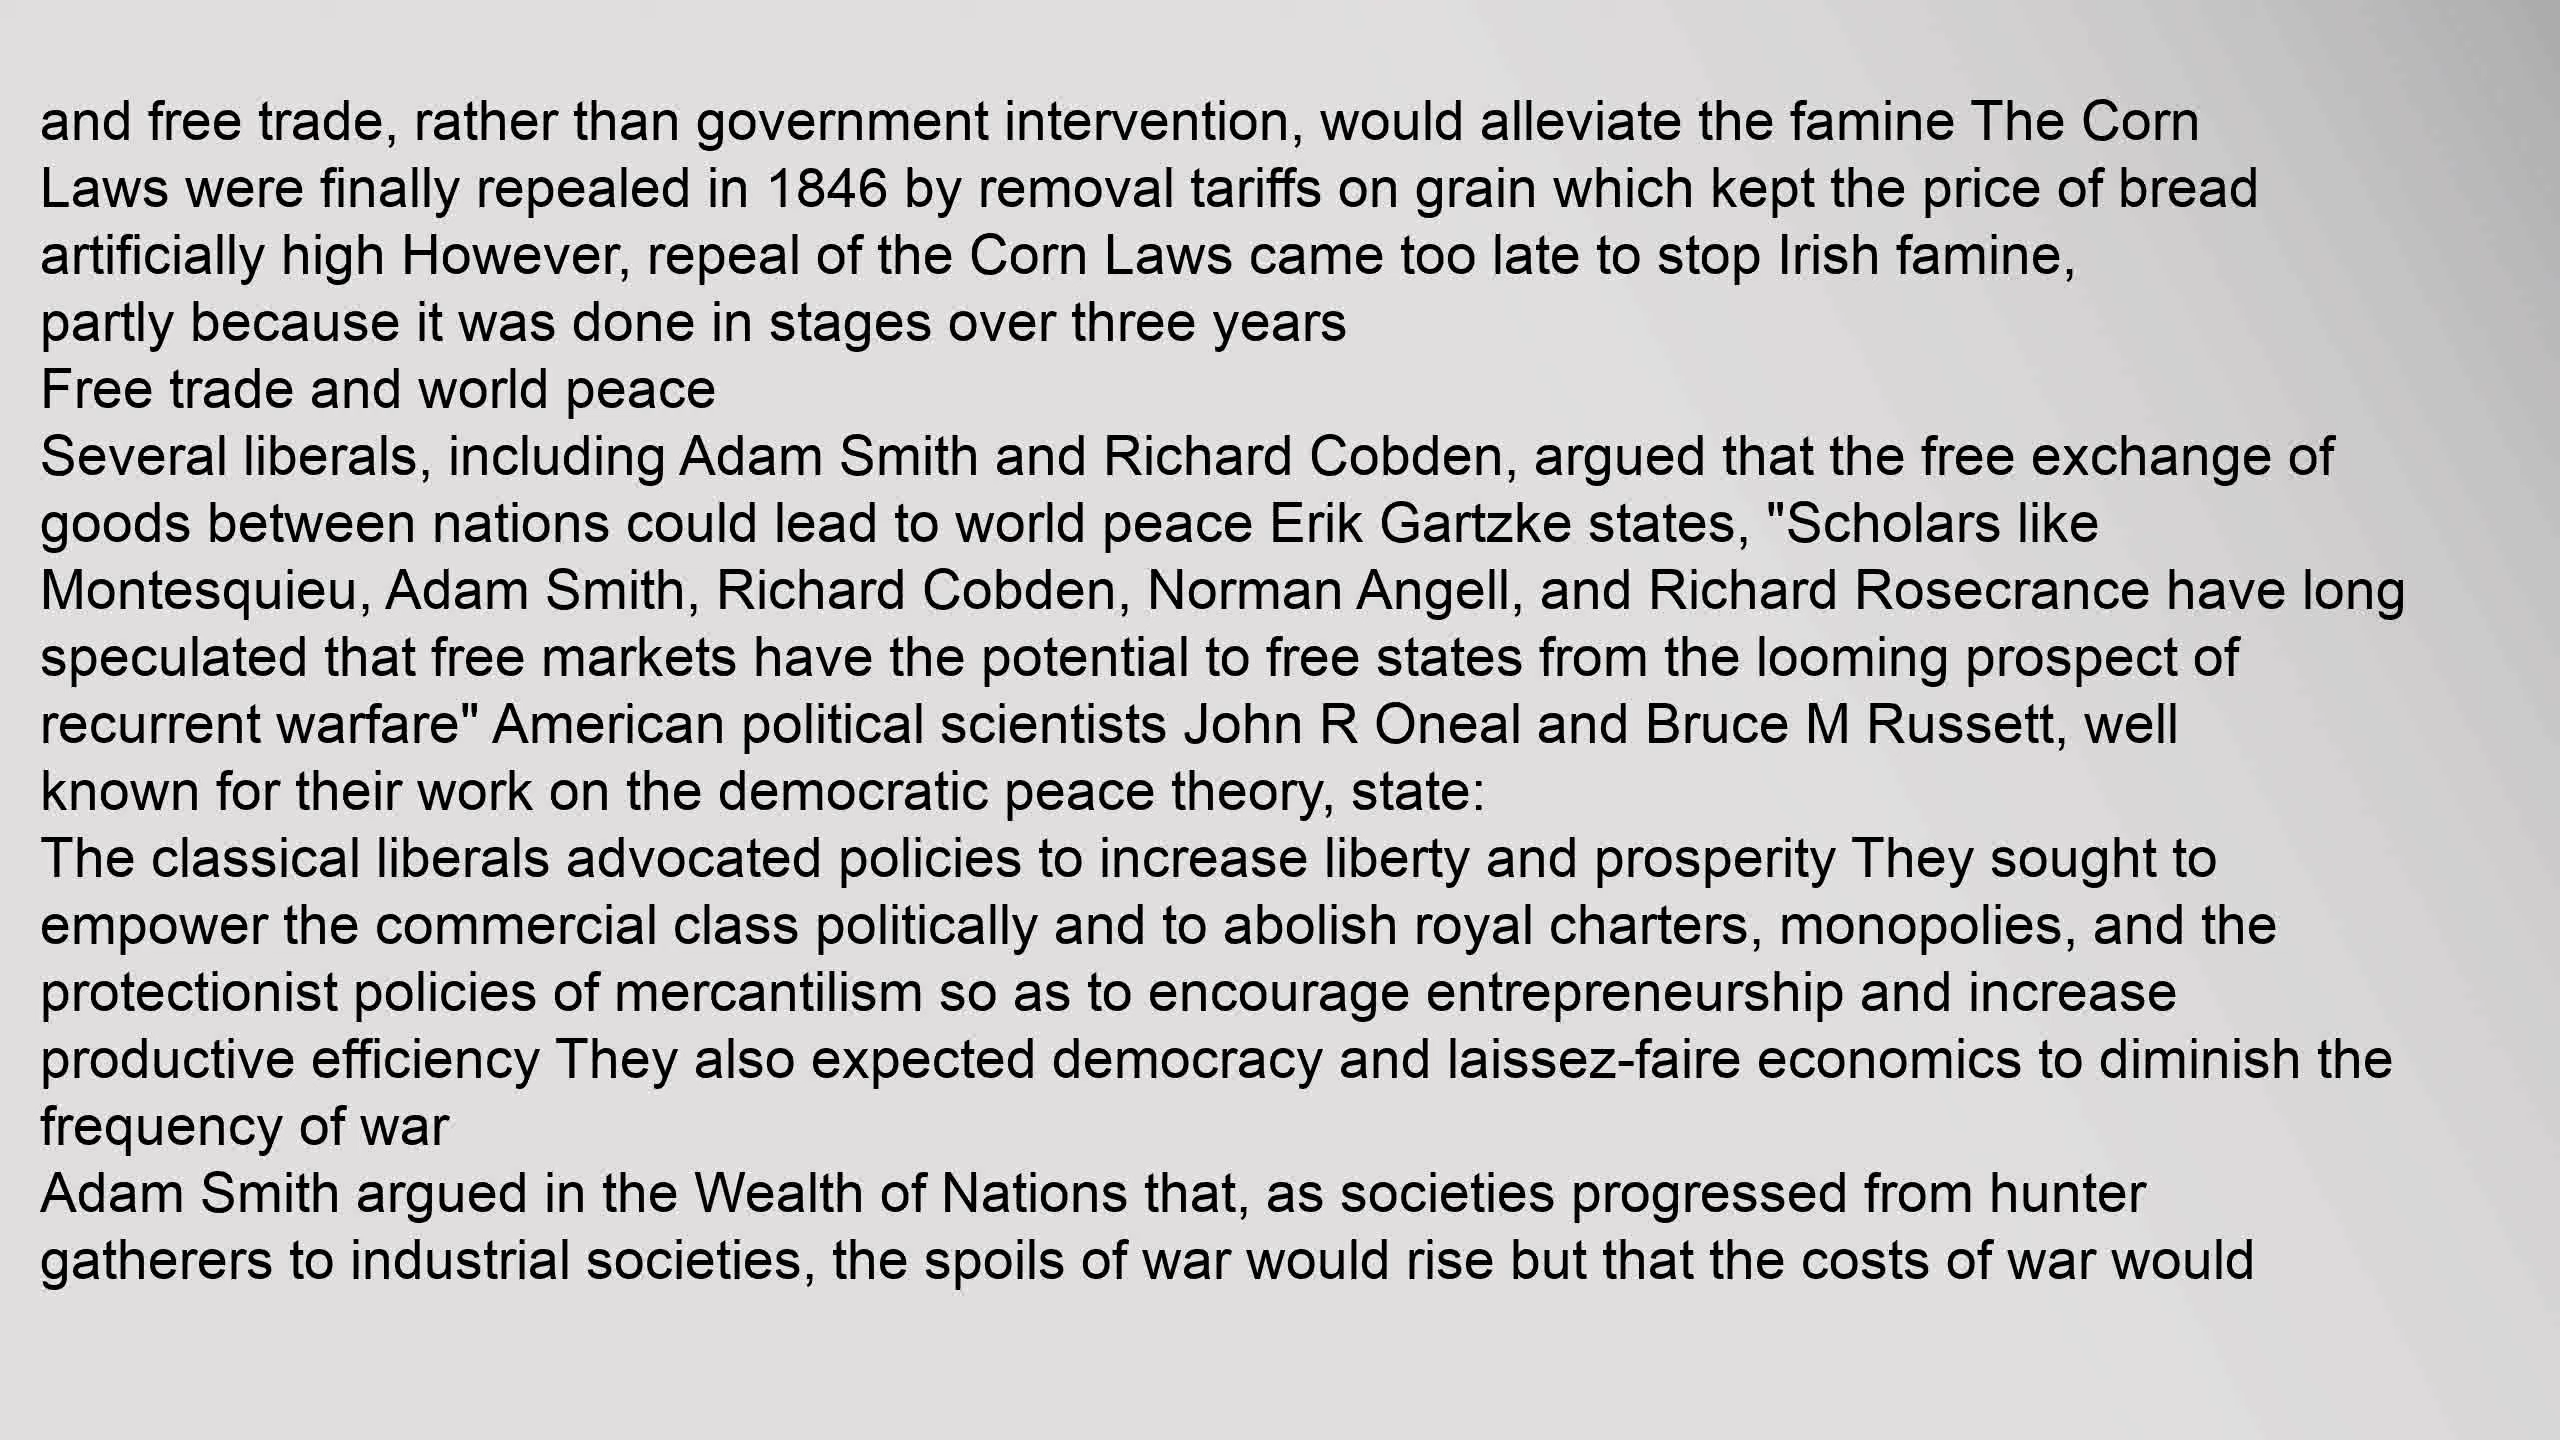 and free trade, rather than government intervention, would alleviate the famine The Corn
Laws were finally repealed in 1846 by removal tariffs on grain which kept the price of bread
artificially high However, repeal of the Corn Laws came too late to stop Irish famine,
partly because it was done in stages over three years
Free trade and world peace
Several liberals, including Adam Smith and Richard Cobden, argued that the free exchange of
goods between nations could lead to world peace Erik Gartzke states, "Scholars like
Montesquieu, Adam Smith, Richard Cobden, Norman Angell, and Richard Rosecrance have long
speculated that free markets have the potential to free states from the looming prospect of
recurrent warfare" American political scientists John R Oneal and Bruce M Russett, well
known for their work on the democratic peace theory, state:
The classical liberals advocated policies to increase liberty and prosperity They sought to
empower the commercial class politically and to abolish royal charters, monopolies, and the
protectionist policies of mercantilism so as to encourage entrepreneurship and increase
productive efficiency They also expected democracy and laissez-faire economics to diminish the
frequency of war
Adam Smith argued in the Wealth of Nations that, as societies progressed from hunter
gatherers to industrial societies, the spoils of war would rise but that the costs of war would